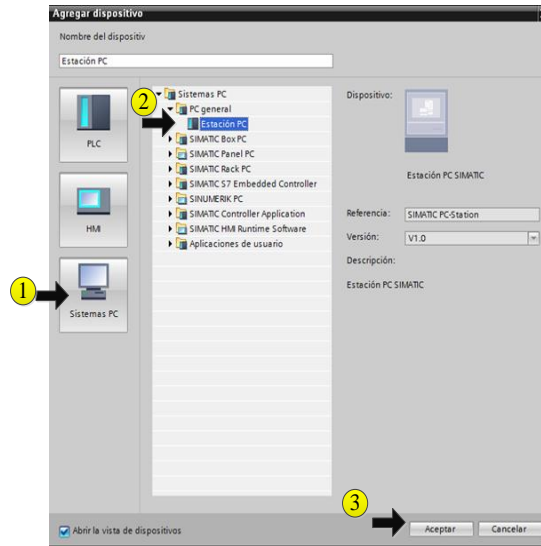 Agregar dispositivo
Nombre del dispositiv
Estación PC
PLC
HMI
Sistemas PC
1
2
Sistemas PC
PC general
Estación PC
SIMATIC Box PC
SIMATIC Panel PC
SIMATIC Rack PC
SIMATIC S7 Embedded Controller
SINUMERIK PC
SIMATIC Controller Application
SIMATIC HMI Runtime Software
Aplicaciones de usuario
Dispositivo:
Estación PC SIMATIC
Referencia: SIMATIC PC-Station
Versión: V1.0
Descripción:
Estación PC SIMATIC
3
Abrir la vista de dispositivos
Aceptar
Cancelar